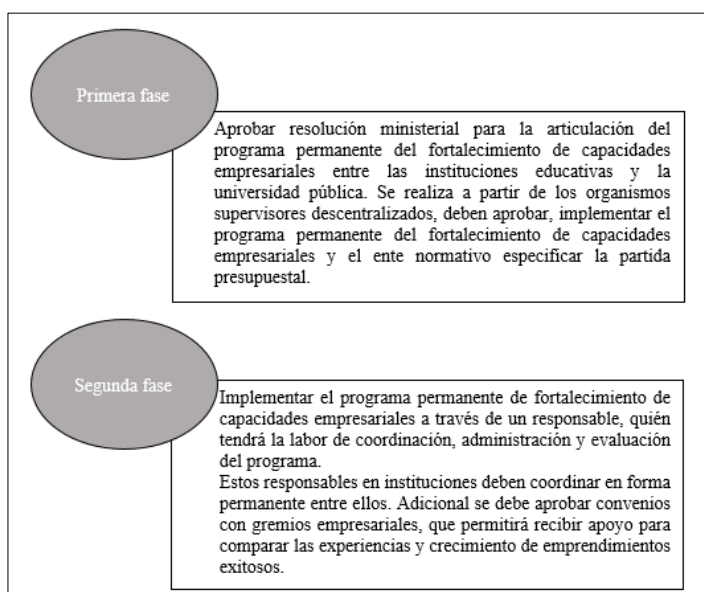 Primera fase
Aprobar resolución ministerial para la articulación del
programa permanente del fortalecimiento de capacidades
empresariales entre las instituciones educativas y la
universidad pública. Se realiza a partir de los organismos
supervisores descentralizados, deben aprobar, implementar el
programa permanente del fortalecimiento de capacidades
empresariales y el ente normativo especificar la partida
presupuestal.
Segunda fase
Implementar el programa permanente de fortalecimiento de
capacidades empresariales a través de un responsable, quién
tendrá la labor de coordinación, administración y evaluación
del programa.
Estos responsables en instituciones deben coordinar en forma
permanente entre ellos. Adicional se debe aprobar convenios
con gremios empresariales, que permitirá recibir apoyo para
comparar las experiencias y crecimiento de emprendimientos
exitosos.